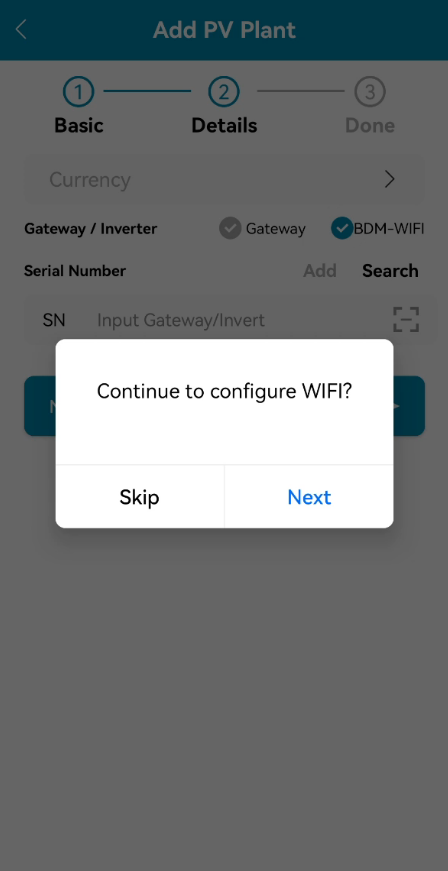 Add PV Plant
1 2 3
Basic Details Done
Currency
Gateway / Inverter Gateway BDM-WIFI
Serial Number Add Search
SN Input Gateway/Invert
Continue to configure WIFI?
Skip Next